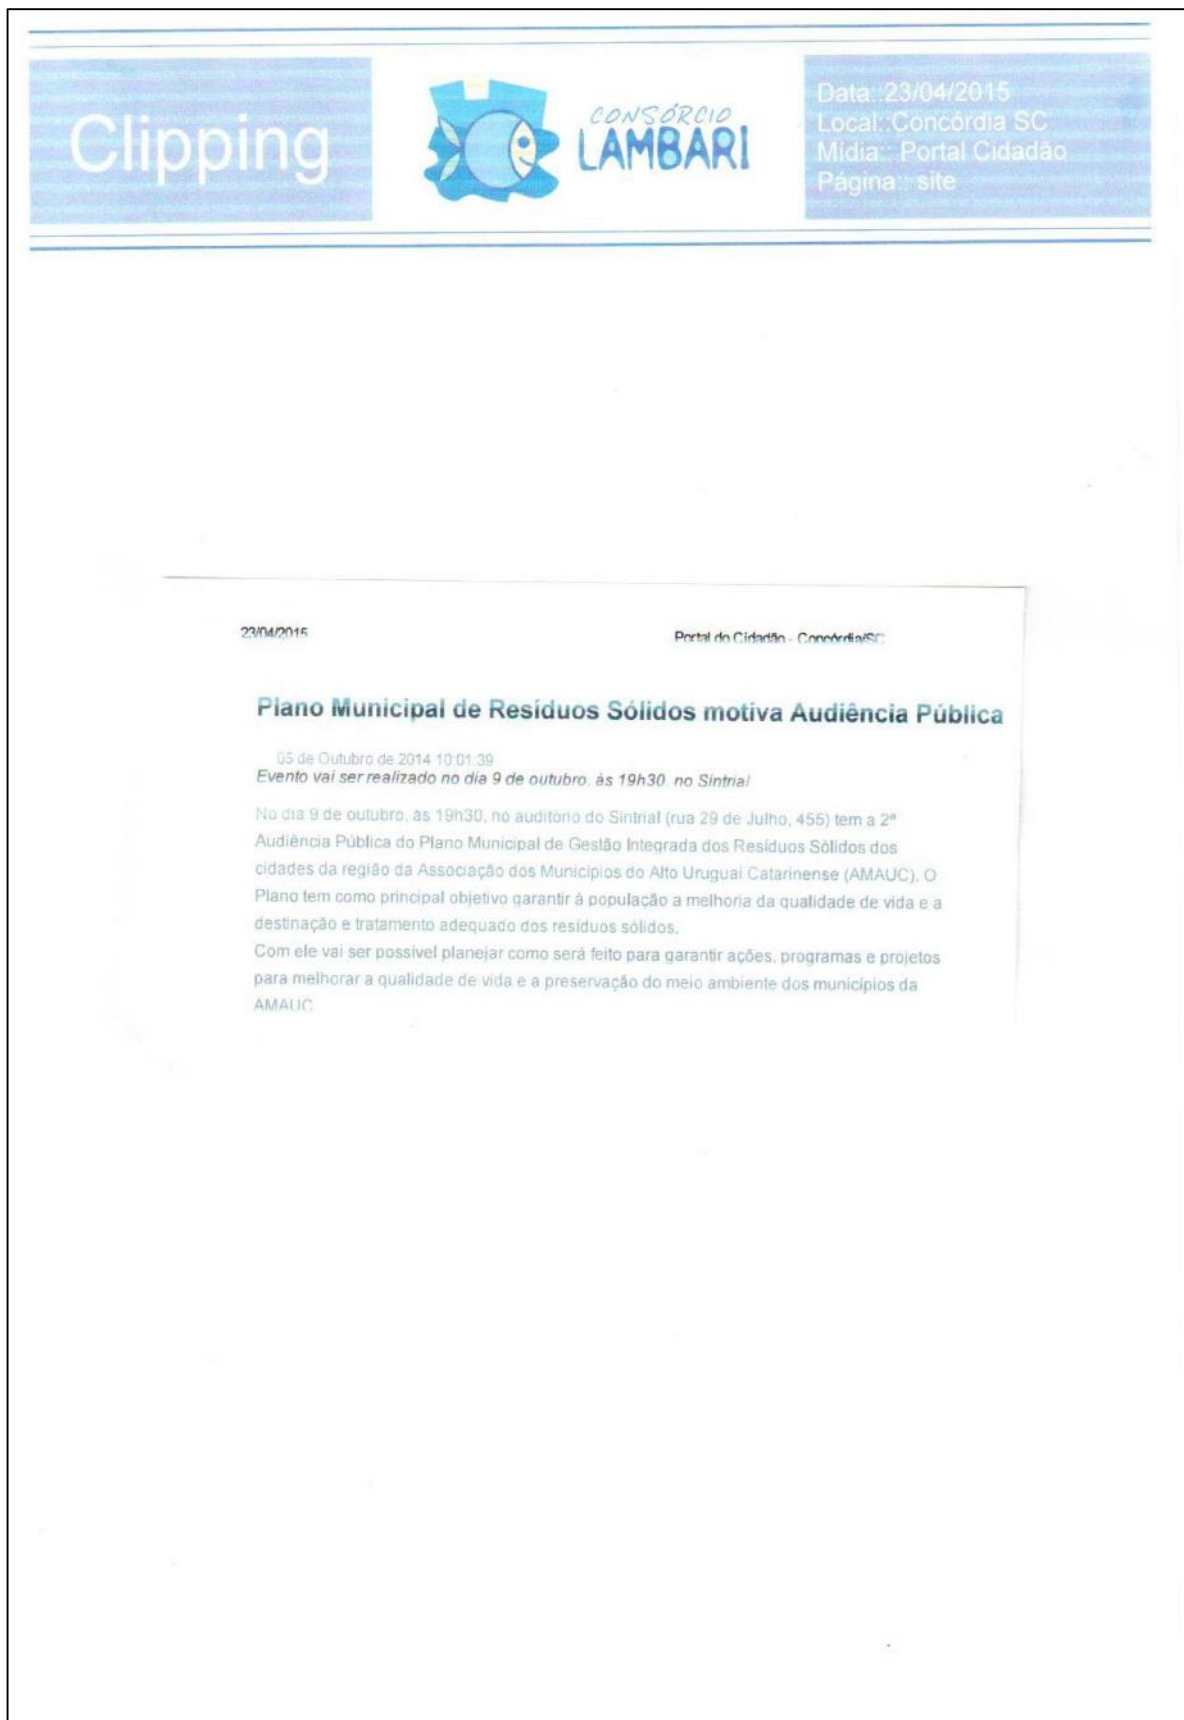 Clipping
CONSÓRCIO
LAMBARI
Data::23/04/2015
Local::Concórdia SC
Mídia:: Portal Cidadão
Página:: site
23/04/2015
Portal do Cidadão - Concórdia/SC
Plano Municipal de Resíduos Sólidos motiva Audiência Pública
05 de Outubro de 2014 10:01:39
Evento vai ser realizado no dia 9 de outubro, às 19h30, no Sintrial
No dia 9 de outubro, às 19h30, no auditório do Sintrial (rua 29 de Julho, 455) tem a 2ª
Audiência Pública do Plano Municipal de Gestão Integrada dos Resíduos Sólidos dos
cidades da região da Associação dos Municípios do Alto Uruguai Catarinense (AMAUC). O
Plano tem como principal objetivo garantir à população a melhoria da qualidade de vida e a
destinação e tratamento adequado dos resíduos sólidos.
Com ele vai ser possível planejar como será feito para garantir ações, programas e projetos
para melhorar a qualidade de vida e a preservação do meio ambiente dos municípios da
AMAUC